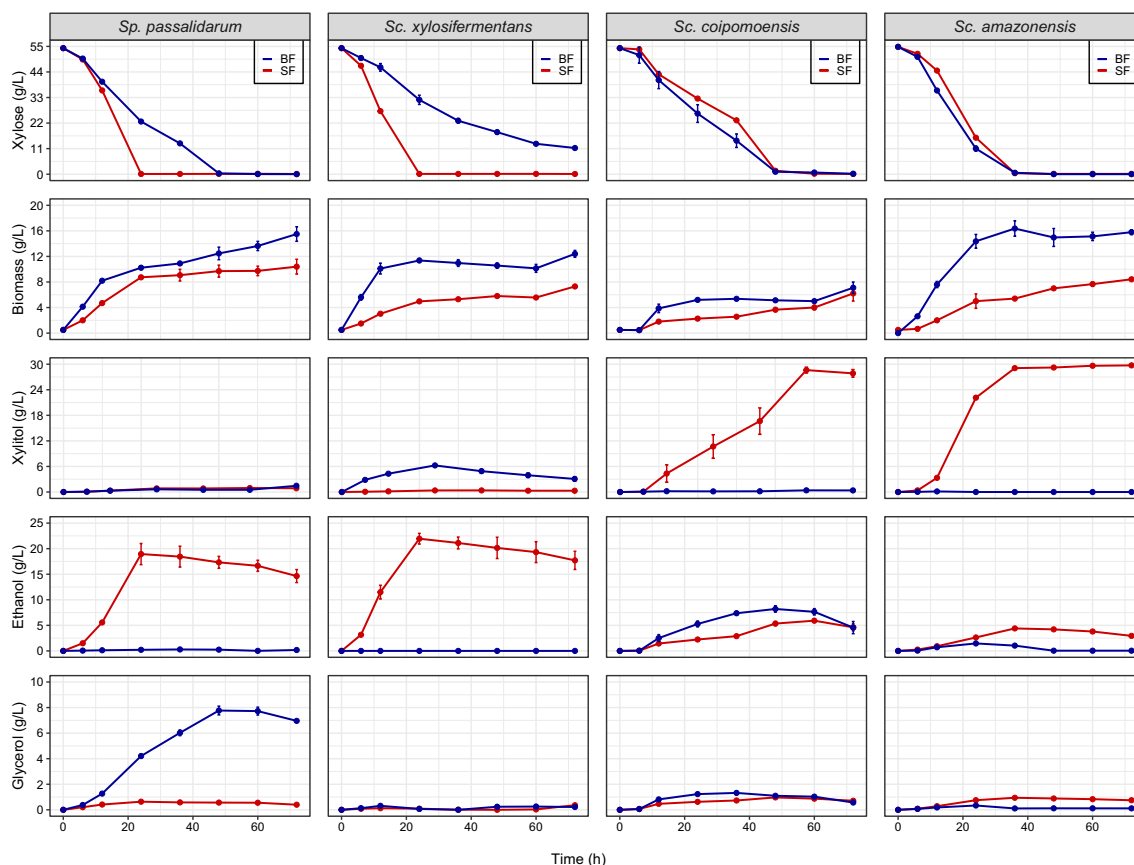 Sp. passalidarum
Sc. xylosifermentans
Sc. coipomoensis
Sc. amazonensis
Xylose (g/L)
55
44
33
22
11
0
BF
SF
BF
SF
BF
SF
BF
SF
Biomass (g/L)
20
16
12
8
4
0
Xylitol (g/L)
30
24
18
12
6
0
Ethanol (g/L)
25
20
15
10
5
0
Glycerol (g/L)
10
8
6
4
2
0
0 20 40 60
0 20 40 60
0 20 40 60
0 20 40 60
Time (h)